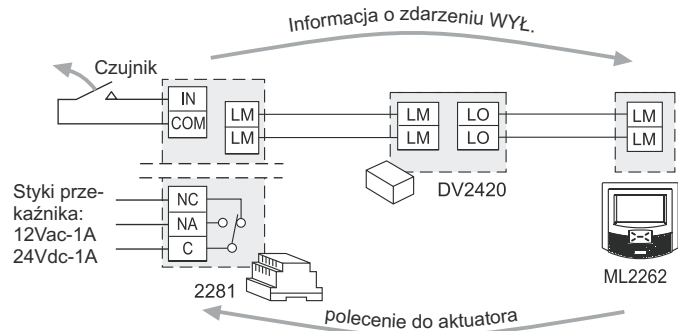 Informacja o zdarzeniu WYŁ.
Czujnik
IN
COM
LM
LM
LM
LM
LO
LO
LM
LM
DV2420
Styki prze-
kaźnika:
12Vac-1A
24Vdc-1A
NC
NA
C
2281
ML2262
polecenie do aktuatora